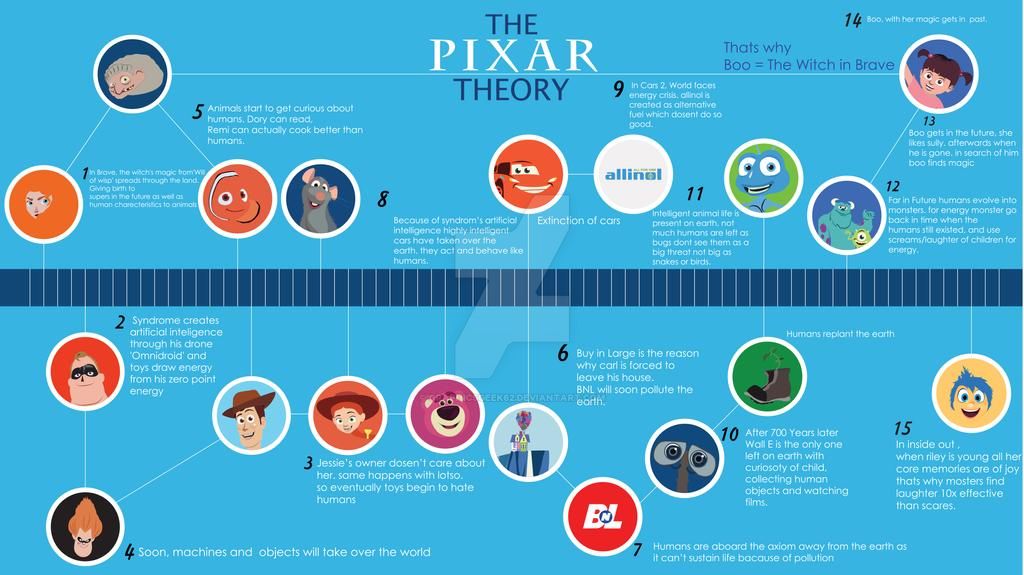 THE
PIXAR
THEORY
14 Boo, with her magic gets in past.
Thats why
Boo = The Witch in Brave
5 Animals start to get curious about
humans. Dory can read,
Remi can actually cook better than
humans.
9 In Cars 2, World faces
energy crisis. allinol is
created as alternative
fuel which dosent do so
good.
13
Boo gets in the future. she
likes sully. afterwards when
he is gone, in search of him
boo finds magic
1 In Brave, the witch's magic from'Will
of wisp' spreads through the land.
Giving birth to
supers in the future as well as
human charecteristics to animals
ALL FOR ONE
allinol
12
Far in Future humans evolve into
monsters. for energy monster go
back in time when the
humans still existed, and use
screams/laughter of children for
energy.
8
Because of syndrom's artificial
intelligence highly intelligent
cars have taken over the
earth. they act and behave like
humans.
Extinction of cars
11
Intelligent animal life is
present on earth. not
much humans are left as
bugs dont see them as a
big threat not big as
snakes or birds.
2 Syndrome creates
artificial inteligence
through his drone
'Omnidroid' and
toys draw energy
from his zero point
energy
Humans replant the earth
6 Buy in Large is the reason
why carl is forced to
leave his house.
BNL will soon pollute the
earth.
3 Jessie's owner dosen't care about
her. same happens with lotso.
so eventually toys begin to hate
humans
10 After 700 Years later
Wall E is the only one
left on earth with
curiosoty of child,
collecting human
objects and watching
films.
15
In inside out ,
when riley is young all her
core memories are of joy
thats why mosters find
laughter 10x effective
than scares.
BNL
4 Soon, machines and objects will take over the world
7 Humans are aboard the axiom away from the earth as
it can't sustain life bacause of pollution